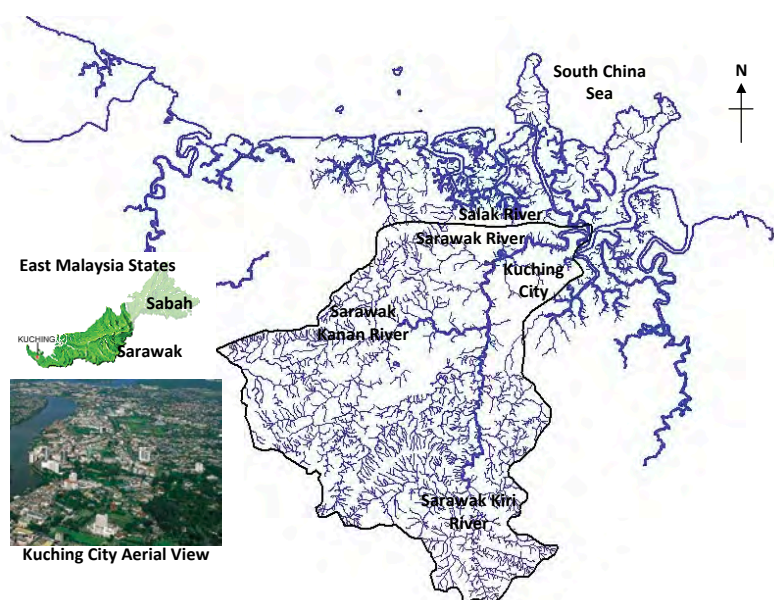 South China
Sea
N
Salak River
Sarawak River
Kuching
City
East Malaysia States
Sabah
Sarawak
Kanan River
KUCHING
Sarawak
Sarawak Kiri
River
Kuching City Aerial View